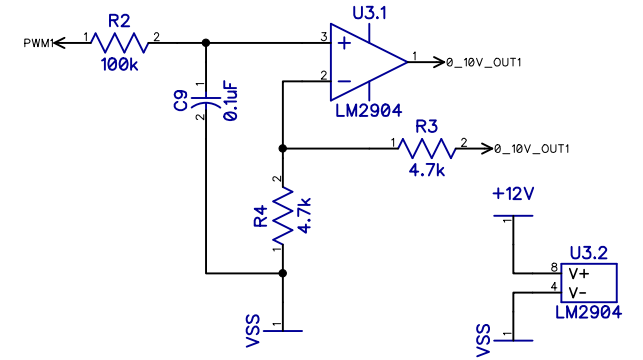 R2
U3.1
PWM1
1
2
100k
3
+
1
0_10V_OUT1
2
−
LM2904
C9
1
2
0.1uF
R3
1
2
0_10V_OUT1
4.7k
R4
2
1
4.7k
+12V
1
U3.2
8
V+
4
V-
LM2904
VSS
1
VSS
1